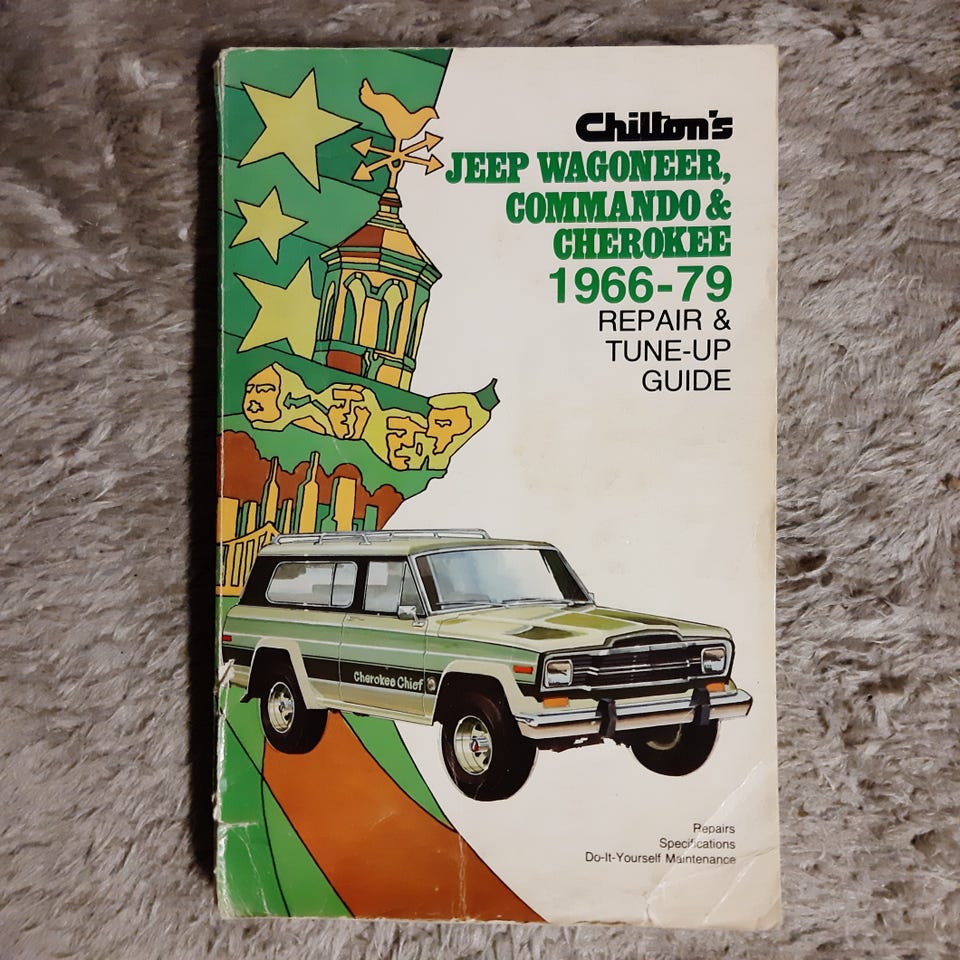 Chilton's
JEEP WAGONEER,
COMMANDO &
CHEROKEE
1966-79
REPAIR &
TUNE-UP
GUIDE
Cherokee Chief
Repairs
Specifications
Do-It-Yourself Maintenance